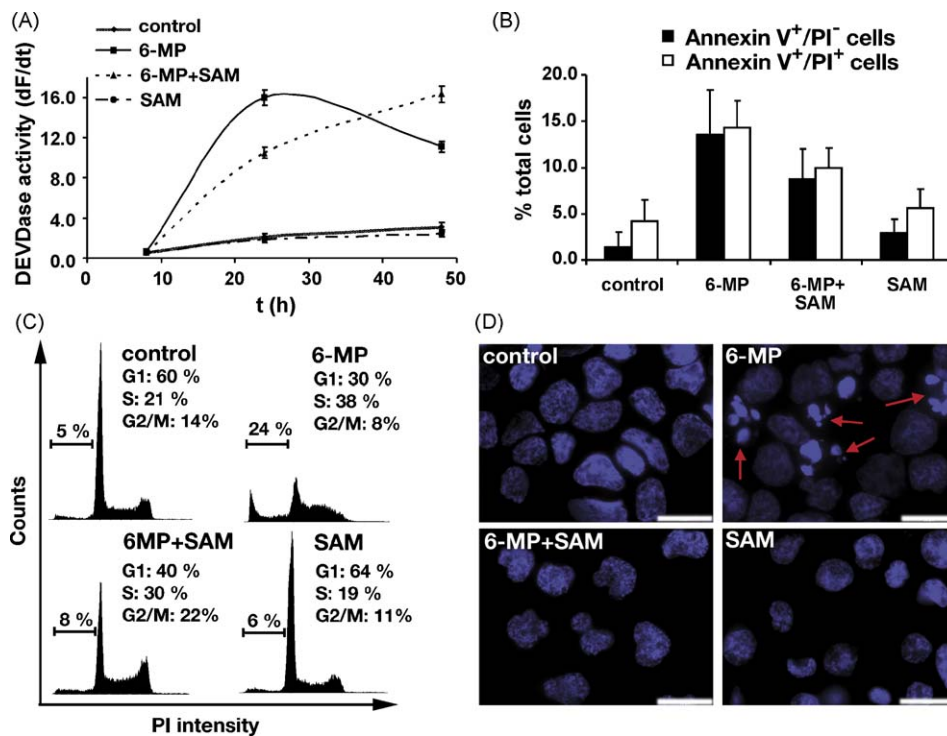 (A)
control
6-MP
6-MP+SAM
SAM
DEVDase activity (dF/dt)
16.0
12.0
8.0
4.0
0.0
0 10 20 30 40 50
t (h)
(B)
Annexin V+/PI- cells
Annexin V+/PI+ cells
% total cells
20.0
15.0
10.0
5.0
0.0
control 6-MP 6-MP+ SAM
SAM
(C)
control
G1: 60 %
S: 21 %
G2/M: 14%
5 %
6-MP
G1: 30 %
S: 38 %
G2/M: 8%
24 %
6MP+SAM
G1: 40 %
S: 30 %
G2/M: 22%
8 %
SAM
G1: 64 %
S: 19 %
G2/M: 11%
6 %
Counts
PI intensity
(D)
control
6-MP
6-MP+SAM
SAM